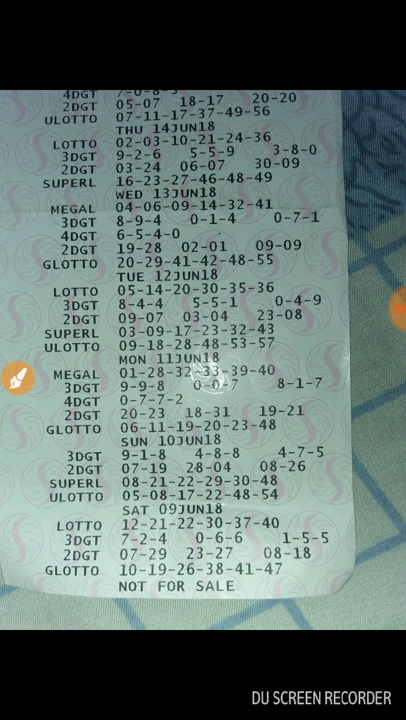 4DGT 7-0-8-5
2DGT 05-07 18-17 20-20
ULOTTO 07-11-17-37-49-56
THU 14JUN18
LOTTO 02-03-10-21-24-36
3DGT 9-2-6 5-5-9 3-8-0
2DGT 03-24 06-07 30-09
SUPERL 16-23-27-46-48-49
WED 13JUN18
MEGAL 04-06-09-14-32-41
3DGT 8-9-4 0-1-4 0-7-1
4DGT 6-5-4-0
2DGT 19-28 02-01 09-09
GLOTTO 20-29-41-42-48-55
TUE 12JUN18
LOTTO 05-14-20-30-35-36
3DGT 8-4-4 5-5-1 0-4-9
2DGT 09-07 03-04 23-08
SUPERL 03-09-17-23-32-43
ULOTTO 09-18-28-48-53-57
MON 11JUN18
MEGAL 01-28-32-33-39-40
3DGT 9-9-8 0-0-7 8-1-7
4DGT 0-7-7-2
2DGT 20-23 18-31 19-21
GLOTTO 06-11-19-20-23-48
SUN 10JUN18
3DGT 9-1-8 4-8-8 4-7-5
2DGT 07-19 28-04 08-26
SUPERL 08-21-22-29-30-48
ULOTTO 05-08-17-22-48-54
SAT 09JUN18
LOTTO 12-21-22-30-37-40
3DGT 7-2-4 0-6-6 1-5-5
2DGT 07-29 23-27 08-18
GLOTTO 10-19-26-38-41-47
NOT FOR SALE
DU SCREEN RECORDER